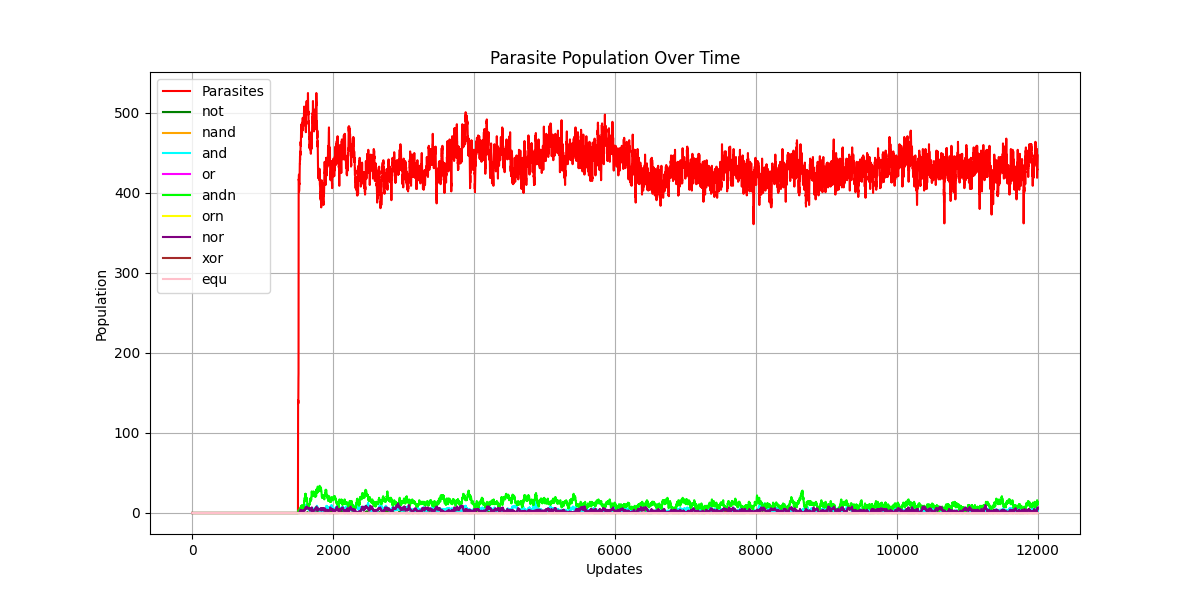 Parasite Population Over Time
Parasites
not
nand
and
or
andn
orn
nor
xor
equ
Population
500
400
300
200
100
0
0 2000 4000 6000 8000 10000 12000
Updates